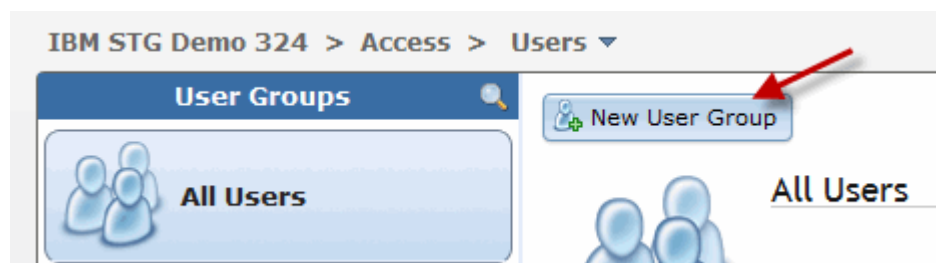 IBM STG Demo 324 > Access > Users
User Groups
New User Group
All Users
All Users